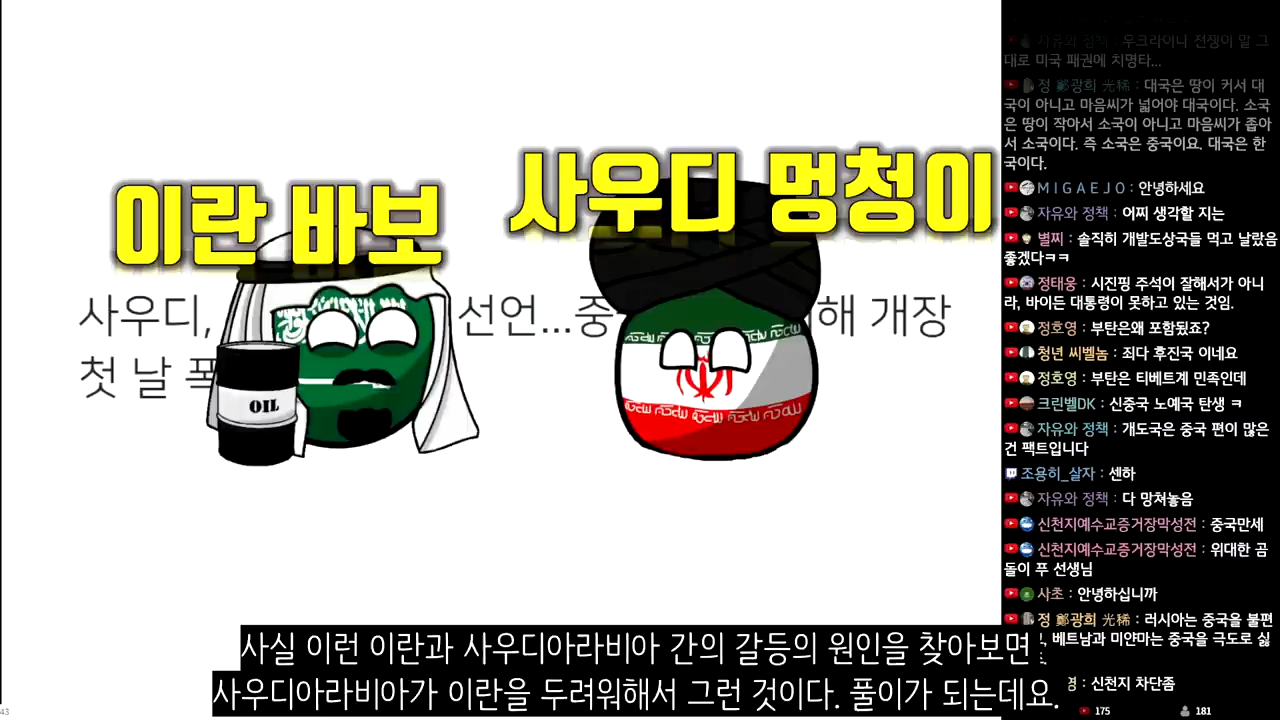 이란 바보
사우디 멍청이
사우디, 선언...중 해 개장
첫 날 폭
OIL
사실 이런 이란과 사우디아라비아 간의 갈등의 원인을 찾아보면
사우디아라비아가 이란을 두려워해서 그런 것이다. 풀이가 되는데요.
43
자유와 정책 : 우크라이나 전쟁이 말 그
대로 미국 패권에 치명타...
정 鄭광희 光稀 : 대국은 땅이 커서 대
국이 아니고 마음씨가 넓어야 대국이다. 소국
은 땅이 작아서 소국이 아니고 마음씨가 좁아
서 소국이다. 즉 소국은 중국이요. 대국은 한
국이다.
M I G A E J O : 안녕하세요
자유와 정책 : 어찌 생각할 지는
별찌 : 솔직히 개발도상국들 먹고 날랐음
좋겠다ㅋㅋ
정태웅 : 시진핑 주석이 잘해서가 아니
라, 바이든 대통령이 못하고 있는 것임.
정호영 : 부탄은왜 포함됬죠?
청년 씨벨놈 : 죄다 후진국 이네요
정호영 : 부탄은 티베트계 민족인데
크린벨DK : 신중국 노예국 탄생 ㅋ
자유와 정책 : 개도국은 중국 편이 많은
건 팩트입니다
조용히_살자 : 센하
자유와 정책 : 다 망쳐놓음
신천지예수교증거장막성전 : 중국만세
신천지예수교증거장막성전 : 위대한 곰
돌이 푸 선생님
사초 : 안녕하십니까
정 鄭광희 光稀 : 러시아는 중국을 불편
, 베트남과 미얀마는 중국을 극도로 싫
: 신천지 차단좀
175 181